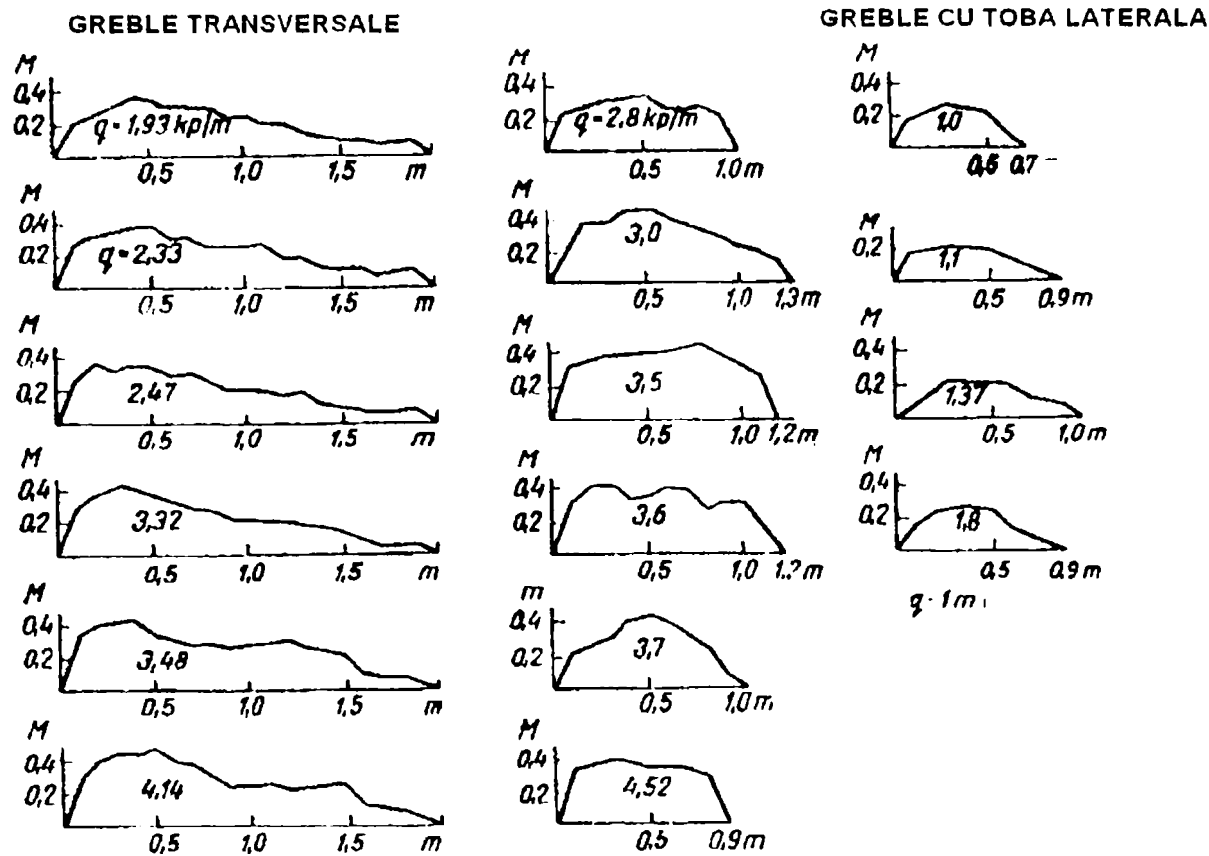 GREBLE TRANSVERSALE
GREBLE CU TOBA LATERALA
M
0,4
0,2
q=1,93 kp/m
0,5 1,0 1,5 m
M
0,4
0,2
q=2,33
0,5 1,0 1,5 m
M
0,4
0,2
2,47
0,5 1,0 1,5 m
M
0,4
0,2
3,32
0,5 1,0 1,5 m
M
0,4
0,2
3,48
0,5 1,0 1,5 m
M
0,4
0,2
4,14
0,5 1,0 1,5 m
M
0,4
0,2
q=2,8 kp/m
0,5 1,0 m
M
0,4
0,2
3,0
0,5 1,0 1,3 m
M
0,4
0,2
3,5
0,5 1,0 1,2 m
M
0,4
0,2
3,6
0,5 1,0 1,2 m
m
0,4
0,2
3,7
0,5 1,0 m
M
0,4
0,2
4,52
0,5 0,9 m
M
0,4
0,2
1,0
0,7
M
0,2
1,1
0,5 0,9 m
M
0,4
0,2
1,37
0,5 1,0 m
M
0,4
0,2
1,8
0,5 0,9 m